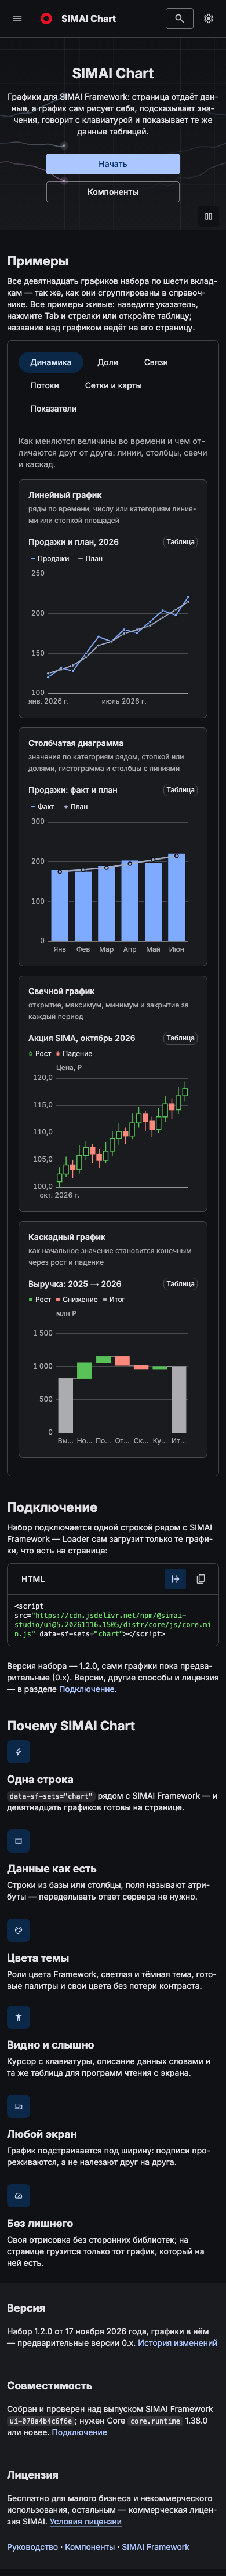 SIMAI Chart
SIMAI Chart
Графики для SIMAI Framework: страница отдаёт дан-
ные, а график сам рисует себя, подсказывает зна-
чения, говорит с клавиатурой и показывает те же
данные таблицей.
Начать
Компоненты
Примеры
Все девятнадцать графиков набора по шести вклад-
кам — так же, как они сгруппированы в справоч-
нике. Все примеры живые: наведите указатель,
нажмите Tab и стрелки или откройте таблицу;
название над графиком ведёт на его страницу.
Динамика
Доли
Связи
Потоки
Сетки и карты
Показатели
Как меняются величины во времени и чем от-
личаются друг от друга: линии, столбцы, свечи
и каскад.
Линейный график
ряды по времени, числу или категориям линия-
ми или стопкой площадей
Продажи и план, 2026
Таблица
Продажи
План
250
200
150
100
янв. 2026 г.
июль 2026 г.
Столбчатая диаграмма
значения по категориям рядом, стопкой или
долями, гистограмма и столбцы с линиями
Продажи: факт и план
Таблица
Факт
План
300
200
100
0
Янв
Фев
Мар
Апр
Май
Июн
Свечной график
открытие, максимум, минимум и закрытие за
каждый период
Акция SIMA, октябрь 2026
Таблица
Рост
Падение
Цена, ₽
120,0
115,0
110,0
105,0
100,0
окт. 2026 г.
Каскадный график
как начальное значение становится конечным
через рост и падение
Выручка: 2025 → 2026
Таблица
Рост
Снижение
Итог
млн ₽
1 500
1 000
500
0
Вы…
Но…
По…
От…
Ск…
Ку…
Ит…
Подключение
Набор подключается одной строкой рядом с SIMAI
Framework — Loader сам загрузит только те графи-
ки, что есть на странице:
HTML
<script
src="https://cdn.jsdelivr.net/npm/@simai-
studio/ui@5.20261116.1505/distr/core/js/core.mi
n.js" data-sf-sets="chart"></script>
Версия набора — 1.2.0, сами графики пока предва-
рительные (0.x). Версии, другие способы и лицензия
— в разделе Подключение.
Почему SIMAI Chart
Одна строка
data-sf-sets="chart" рядом с SIMAI Framework — и
девятнадцать графиков готовы на странице.
Данные как есть
Строки из базы или столбцы, поля называют атри-
буты — переделывать ответ сервера не нужно.
Цвета темы
Роли цвета Framework, светлая и тёмная тема, гото-
вые палитры и свои цвета без потери контраста.
Видно и слышно
Курсор с клавиатуры, описание данных словами и
та же таблица для программ чтения с экрана.
Любой экран
График подстраивается под ширину: подписи про-
реживаются, а не налезают друг на друга.
Без лишнего
Своя отрисовка без сторонних библиотек; на
странице грузится только тот график, который на
ней есть.
Версия
Набор 1.2.0 от 17 ноября 2026 года, графики в нём
— предварительные версии 0.x. История изменений
Совместимость
Собран и проверен над выпуском SIMAI Framework
ui-078a4b4c6f6e; нужен Core core.runtime 1.38.0
или новее. Подключение
Лицензия
Бесплатно для малого бизнеса и некоммерческого
использования, остальным — коммерческая лицен-
зия SIMAI. Условия лицензии
Руководство · Компоненты · SIMAI Framework